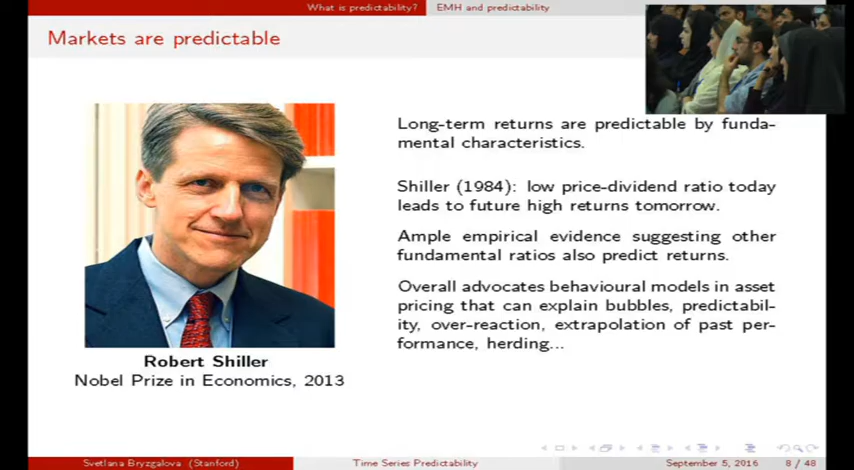 What is predictability? EMH and predictability
Markets are predictable
Long-term returns are predictable by funda-
mental characteristics.
Shiller (1984): low price-dividend ratio today
leads to future high returns tomorrow.
Ample empirical evidence suggesting other
fundamental ratios also predict returns.
Overall advocates behavioural models in asset
pricing that can explain bubbles, predictabil-
ity, over-reaction, extrapolation of past per-
formance, herding...
Robert Shiller
Nobel Prize in Economics, 2013
Svetlana Bryzgalova (Stanford) Time Series Predictability September 5, 2016 8 / 48